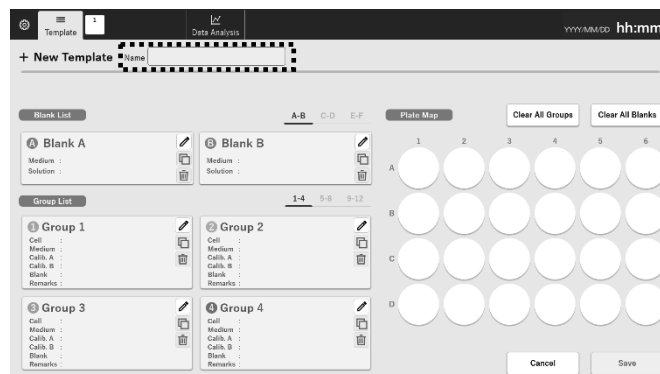 Template
1
Data Analysis
YYYY/MM/DD hh:mm
+ New Template Name
Blank List A-B C-D E-F
A Blank A
Medium :
Solution :
B Blank B
Medium :
Solution :
Group List 1-4 5-8 9-12
1 Group 1
Cell :
Medium :
Calib. A :
Calib. B :
Blank :
Remarks :
2 Group 2
Cell :
Medium :
Calib. A :
Calib. B :
Blank :
Remarks :
3 Group 3
Cell :
Medium :
Calib. A :
Calib. B :
Blank :
Remarks :
4 Group 4
Cell :
Medium :
Calib. A :
Calib. B :
Blank :
Remarks :
Plate Map Clear All Groups Clear All Blanks
1 2 3 4 5 6
A
B
C
D
Cancel Save